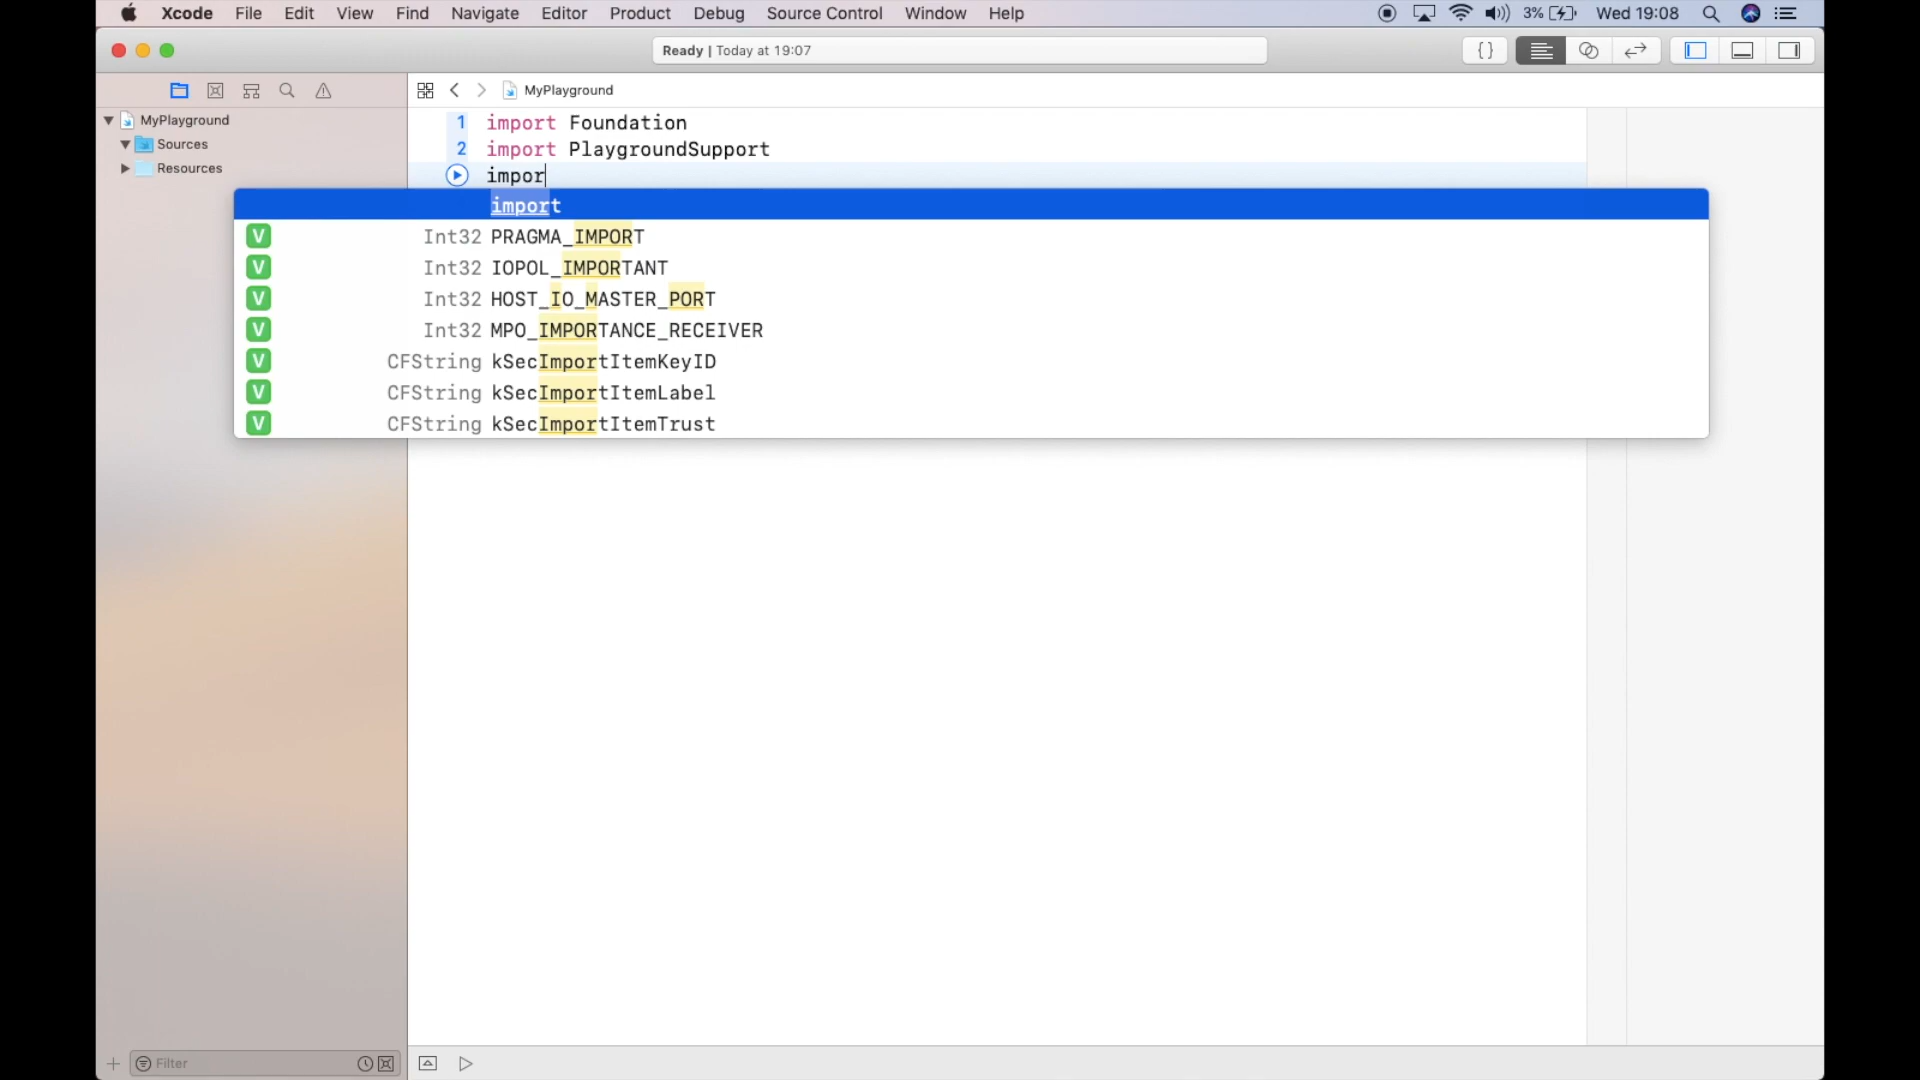 Xcode File Edit View Find Navigate Editor Product Debug Source Control Window Help 3% Wed 19:08
Ready | Today at 19:07 { }
MyPlayground
MyPlayground
Sources
Resources
1 import Foundation
2 import PlaygroundSupport
impor
import
V Int32 PRAGMA_IMPORT
V Int32 IOPOL_IMPORTANT
V Int32 HOST_IO_MASTER_PORT
V Int32 MPO_IMPORTANCE_RECEIVER
V CFString kSecImportItemKeyID
V CFString kSecImportItemLabel
V CFString kSecImportItemTrust
Filter